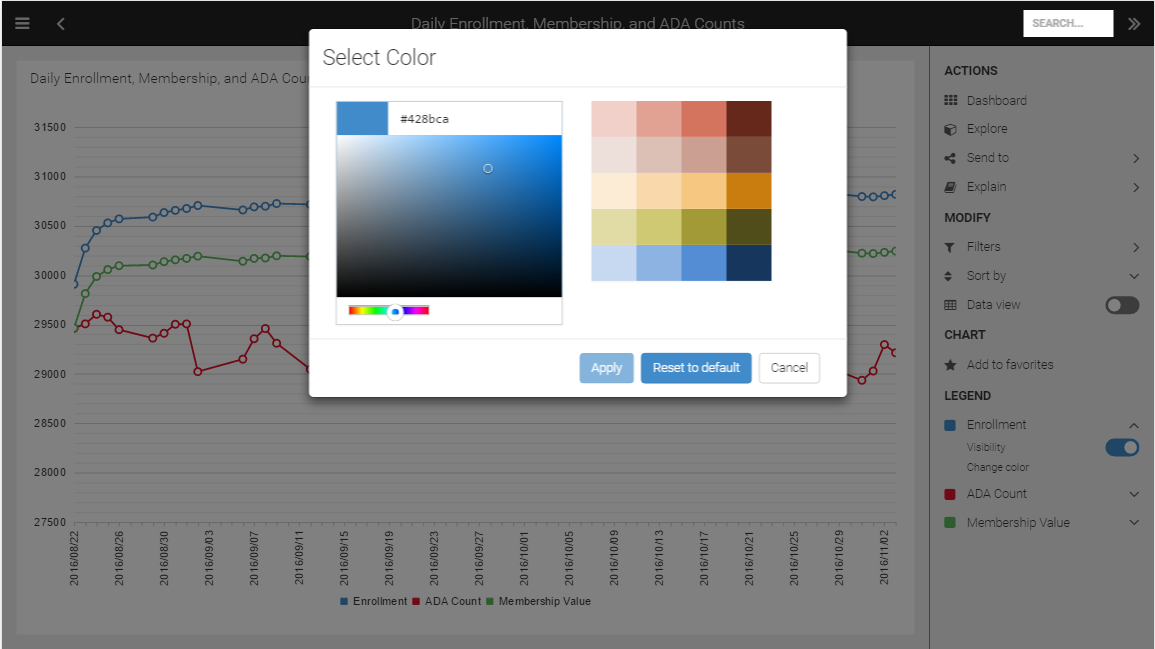 Daily Enrollment, Membership, and ADA Counts
SEARCH...
Daily Enrollment, Membership, and ADA Cou
31500
31000
30500
30000
29500
29000
28500
28000
27500
2016/08/22
2016/08/26
2016/08/30
2016/09/03
2016/09/07
2016/09/11
2016/09/15
2016/09/19
2016/09/23
2016/09/27
2016/10/01
2016/10/05
2016/10/09
2016/10/13
2016/10/17
2016/10/21
2016/10/25
2016/10/29
2016/11/02
Enrollment ADA Count Membership Value
Select Color
#428bca
Apply Reset to default Cancel
ACTIONS
Dashboard
Explore
Send to
Explain
MODIFY
Filters
Sort by
Data view
CHART
Add to favorites
LEGEND
Enrollment
Visibility
Change color
ADA Count
Membership Value